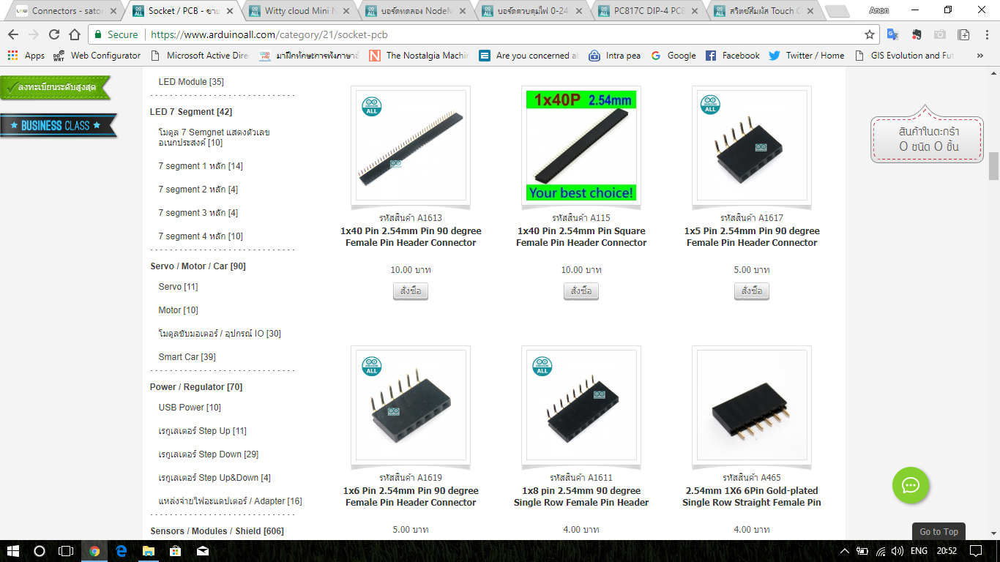 Connectors - sator
Socket / PCB - ขาย
Witty cloud Mini N
บอร์ดทดลอง NodeM
บอร์ดควบคุมไฟ 0-24
PC817C DIP-4 PC8
สวิตซ์สัมผัส Touch C
Anon
Secure
https://www.arduinoall.com/category/21/socket-pcb
Apps
Web Configurator
Microsoft Active Dire
มาฝึกทักษะการฟังภาษาอั
The Nostalgia Machin
Are you concerned ab
Intra pea
Google
Facebook
Twitter / Home
GIS Evolution and Fut
ลงทะเบียนระดับสูงสุด
BUSINESS CLASS
LED Module [35]
LED 7 Segment [42]
โมดูล 7 Semgnet แสดงตัวเลข
อเนกประสงค์ [10]
7 segment 1 หลัก [14]
7 segment 2 หลัก [4]
7 segment 3 หลัก [4]
7 segment 4 หลัก [10]
Servo / Motor / Car [90]
Servo [11]
Motor [10]
โมดูลขับมอเตอร์ / อุปกรณ์ IO [30]
Smart Car [39]
Power / Regulator [70]
USB Power [10]
เรกูเลเตอร์ Step Up [11]
เรกูเลเตอร์ Step Down [29]
เรกูเลเตอร์ Step Up&Down [4]
แหล่งจ่ายไฟอะแดปเตอร์ / Adapter [16]
Sensors / Modules / Shield [606]
ALL
รหัสสินค้า A1613
1x40 Pin 2.54mm Pin 90 degree
Female Pin Header Connector
10.00 บาท
สั่งซื้อ
1x40P 2.54mm
Your best choice!
รหัสสินค้า A115
1x40 Pin 2.54mm Pin Square
Female Pin Header Connector
10.00 บาท
สั่งซื้อ
ALL
รหัสสินค้า A1617
1x5 Pin 2.54mm Pin 90 degree
Female Pin Header Connector
5.00 บาท
สั่งซื้อ
ALL
รหัสสินค้า A1619
1x6 Pin 2.54mm Pin 90 degree
Female Pin Header Connector
5.00 บาท
ALL
รหัสสินค้า A1611
1x8 pin 2.54mm 90 degree
Single Row Female Pin Header
4.00 บาท
รหัสสินค้า A465
2.54mm 1X6 6Pin Gold-plated
Single Row Straight Female Pin
4.00 บาท
สินค้าในตะกร้า
0 ชนิด 0 ชิ้น
Go to Top
ENG
20:52